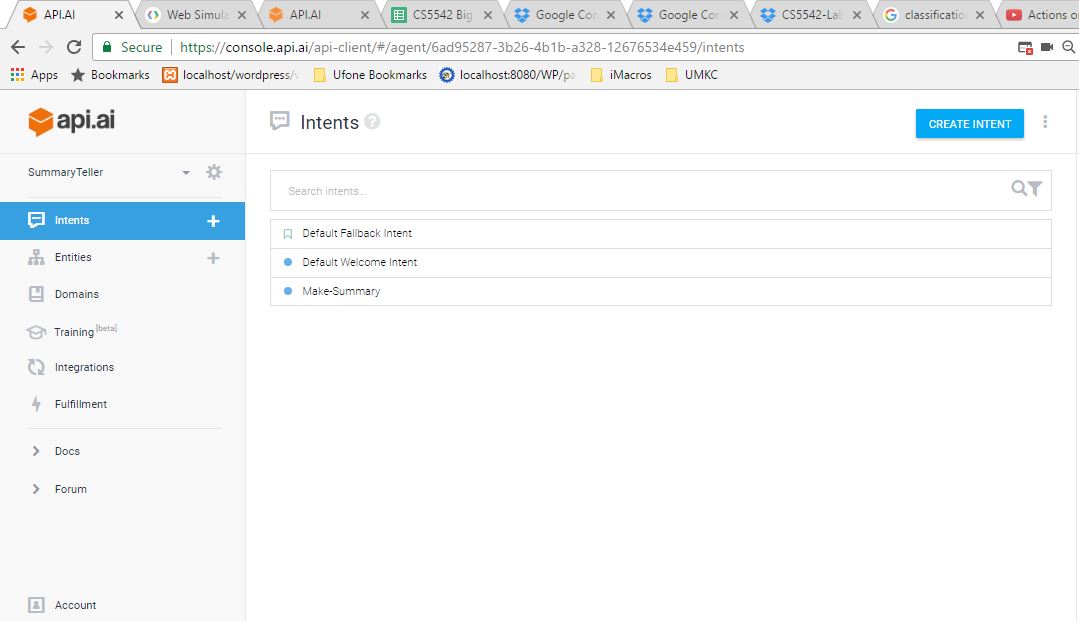 API.AI
Web Simula
API.AI
CS5542 Big
Google Con
Google Con
CS5542-Lab
classificatio
Actions o
Secure
https://console.api.ai/api-client/#/agent/6ad95287-3b26-4b1b-a328-12676534e459/intents
Apps
Bookmarks
localhost/wordpress/
Ufone Bookmarks
localhost:8080/WP/pa
iMacros
UMKC
api.ai
Intents
CREATE INTENT
SummaryTeller
Search intents...
Intents
Default Fallback Intent
Entities
Default Welcome Intent
Domains
Make-Summary
Training [beta]
Integrations
Fulfillment
Docs
Forum
Account